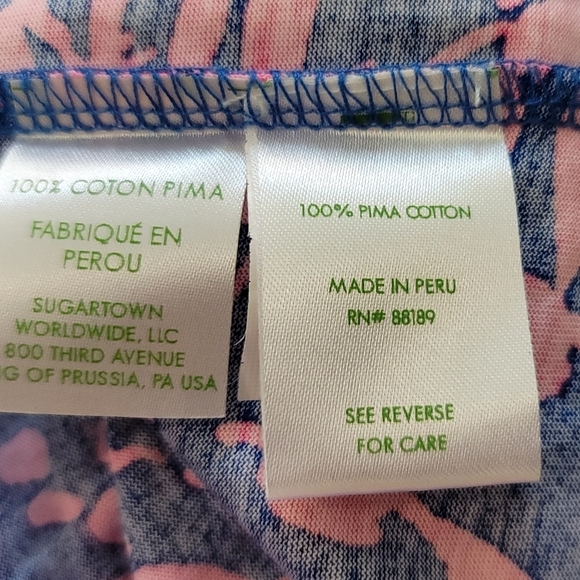 100% COTON PIMA
FABRIQUÉ EN
PEROU
SUGARTOWN
WORLDWIDE, LLC
800 THIRD AVENUE
NG OF PRUSSIA, PA USA
100% PIMA COTTON
MADE IN PERU
RN# 88189
SEE REVERSE
FOR CARE